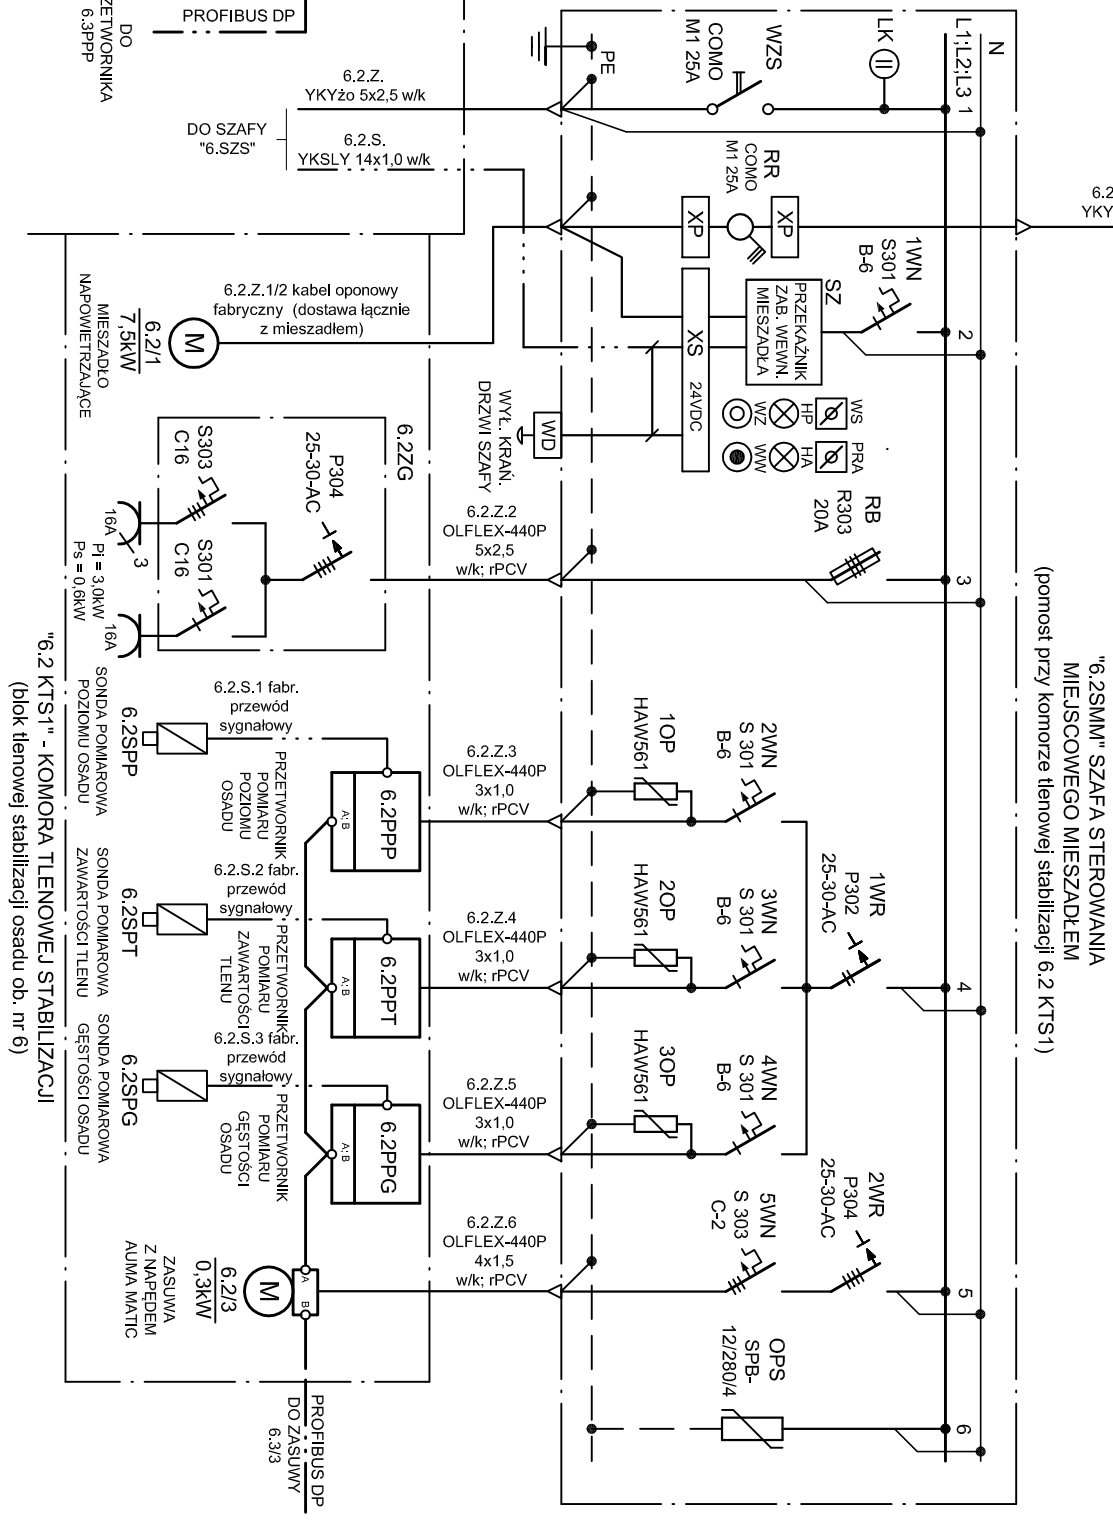 "6.2SMM" SZAFA STEROWANIA
MIEJSCOWEGO MIESZADŁEM
(pomost przy komorze tlenowej stabilizacji 6.2 KTS1)
N
L1;L2;L3
1
2
3
4
5
6
LK
WZS
COMO
M1 25A
PE
RR
COMO
M1 25A
XP
XP
1WN
S301
B-6
SZ
PRZEKAŹNIK
ZAB. WEWN.
MIESZADŁA
XS
24VDC
WS
PRA
HP
HA
WZ
WW
WD
WYŁ. KRAŃ.
DRZWI SZAFY
RB
R303
20A
1WR
P302
25-30-AC
2WN
S 301
B-6
3WN
S 301
B-6
4WN
S 301
B-6
1OP
HAW561
2OP
HAW561
3OP
HAW561
2WR
P304
25-30-AC
5WN
S 303
C-2
OPS
SPB-
12/280/4
6.2
YKY
PROFIBUS DP
DO
ZETWORNIKA
6.3PPP
6.2.Z.
YKYżo 5x2,5 w/k
DO SZAFY
"6.SZS"
6.2.S.
YKSLY 14x1,0 w/k
6.2.Z.1/2 kabel oponowy
fabryczny (dostawa łącznie
z mieszadłem)
M
6.2/1
7,5kW
MIESZADŁO
NAPOWIETRZAJĄCE
6.2ZG
P304
25-30-AC
S303
C16
S301
C16
16A
3
16A
Pi = 3,0kW
Ps = 0,6kW
6.2.Z.2
OLFLEX-440P
5x2,5
w/k; rPCV
6.2.Z.3
OLFLEX-440P
3x1,0
w/k; rPCV
6.2.Z.4
OLFLEX-440P
3x1,0
w/k; rPCV
6.2.Z.5
OLFLEX-440P
3x1,0
w/k; rPCV
6.2.Z.6
OLFLEX-440P
4x1,5
w/k; rPCV
6.2.S.1 fabr.
przewód
sygnałowy
6.2PPP
A; B
PRZETWORNIK
POMIARU
POZIOMU
OSADU
6.2SPP
SONDA POMIAROWA
POZIOMU OSADU
6.2.S.2 fabr.
przewód
sygnałowy
6.2PPT
A; B
PRZETWORNIK
POMIARU
ZAWARTOŚCI
TLENU
6.2SPT
SONDA POMIAROWA
ZAWARTOŚCI TLENU
6.2.S.3 fabr.
przewód
sygnałowy
6.2PPG
A; B
PRZETWORNIK
POMIARU
GĘSTOŚCI
OSADU
6.2SPG
SONDA POMIAROWA
GĘSTOŚCI OSADU
A
B
M
6.2/3
0,3kW
ZASUWA
Z NAPĘDEM
AUMA MATIC
PROFIBUS DP
DO ZASUWY
6.3/3
"6.2 KTS1" - KOMORA TLENOWEJ STABILIZACJI
(blok tlenowej stabilizacji osadu ob. nr 6)